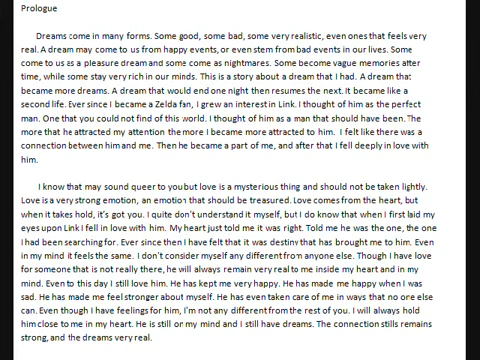 Prologue
Dreams come in many forms. Some good, some bad, some very realistic, even ones that feels very
real. A dream may come to us from happy events, or even stem from bad events in our lives. Some
come to us as a pleasure dream and some come as nightmares. Some become vague memories after
time, while some stay very rich in our minds. This is a story about a dream that I had. A dream that
became more dreams. A dream that would end one night then resumes the next. It became like a
second life. Ever since I became a Zelda fan, I grew an interest in Link. I thought of him as the perfect
man. One that you could not find of this world. I thought of him as a man that should have been. The
more that he attracted my attention the more I became more attracted to him. I felt like there was a
connection between him and me. Then he became a part of me, and after that I fell deeply in love with
him.
I know that may sound queer to you but love is a mysterious thing and should not be taken lightly.
Love is a very strong emotion, an emotion that should be treasured. Love comes from the heart, but
when it takes hold, it's got you. I quite don't understand it myself, but I do know that when I first laid my
eyes upon Link I fell in love with him. My heart just told me it was right. Told me he was the one, the one
I had been searching for. Ever since then I have felt that it was destiny that has brought me to him. Even
in my mind it feels the same. I don't consider myself any different from anyone else. Though I have love
for someone that is not really there, he will always remain very real to me inside my heart and in my
mind. Even to this day I still love him. He has kept me very happy. He has made me happy when I was
sad. He has made me feel stronger about myself. He has even taken care of me in ways that no one else
can. Even though I have feelings for him, I'm not any different from the rest of you. I will always hold
him close to me in my heart. He is still or my mind and I still have dreams. The connection stills remains
strong, and the dreams very real.